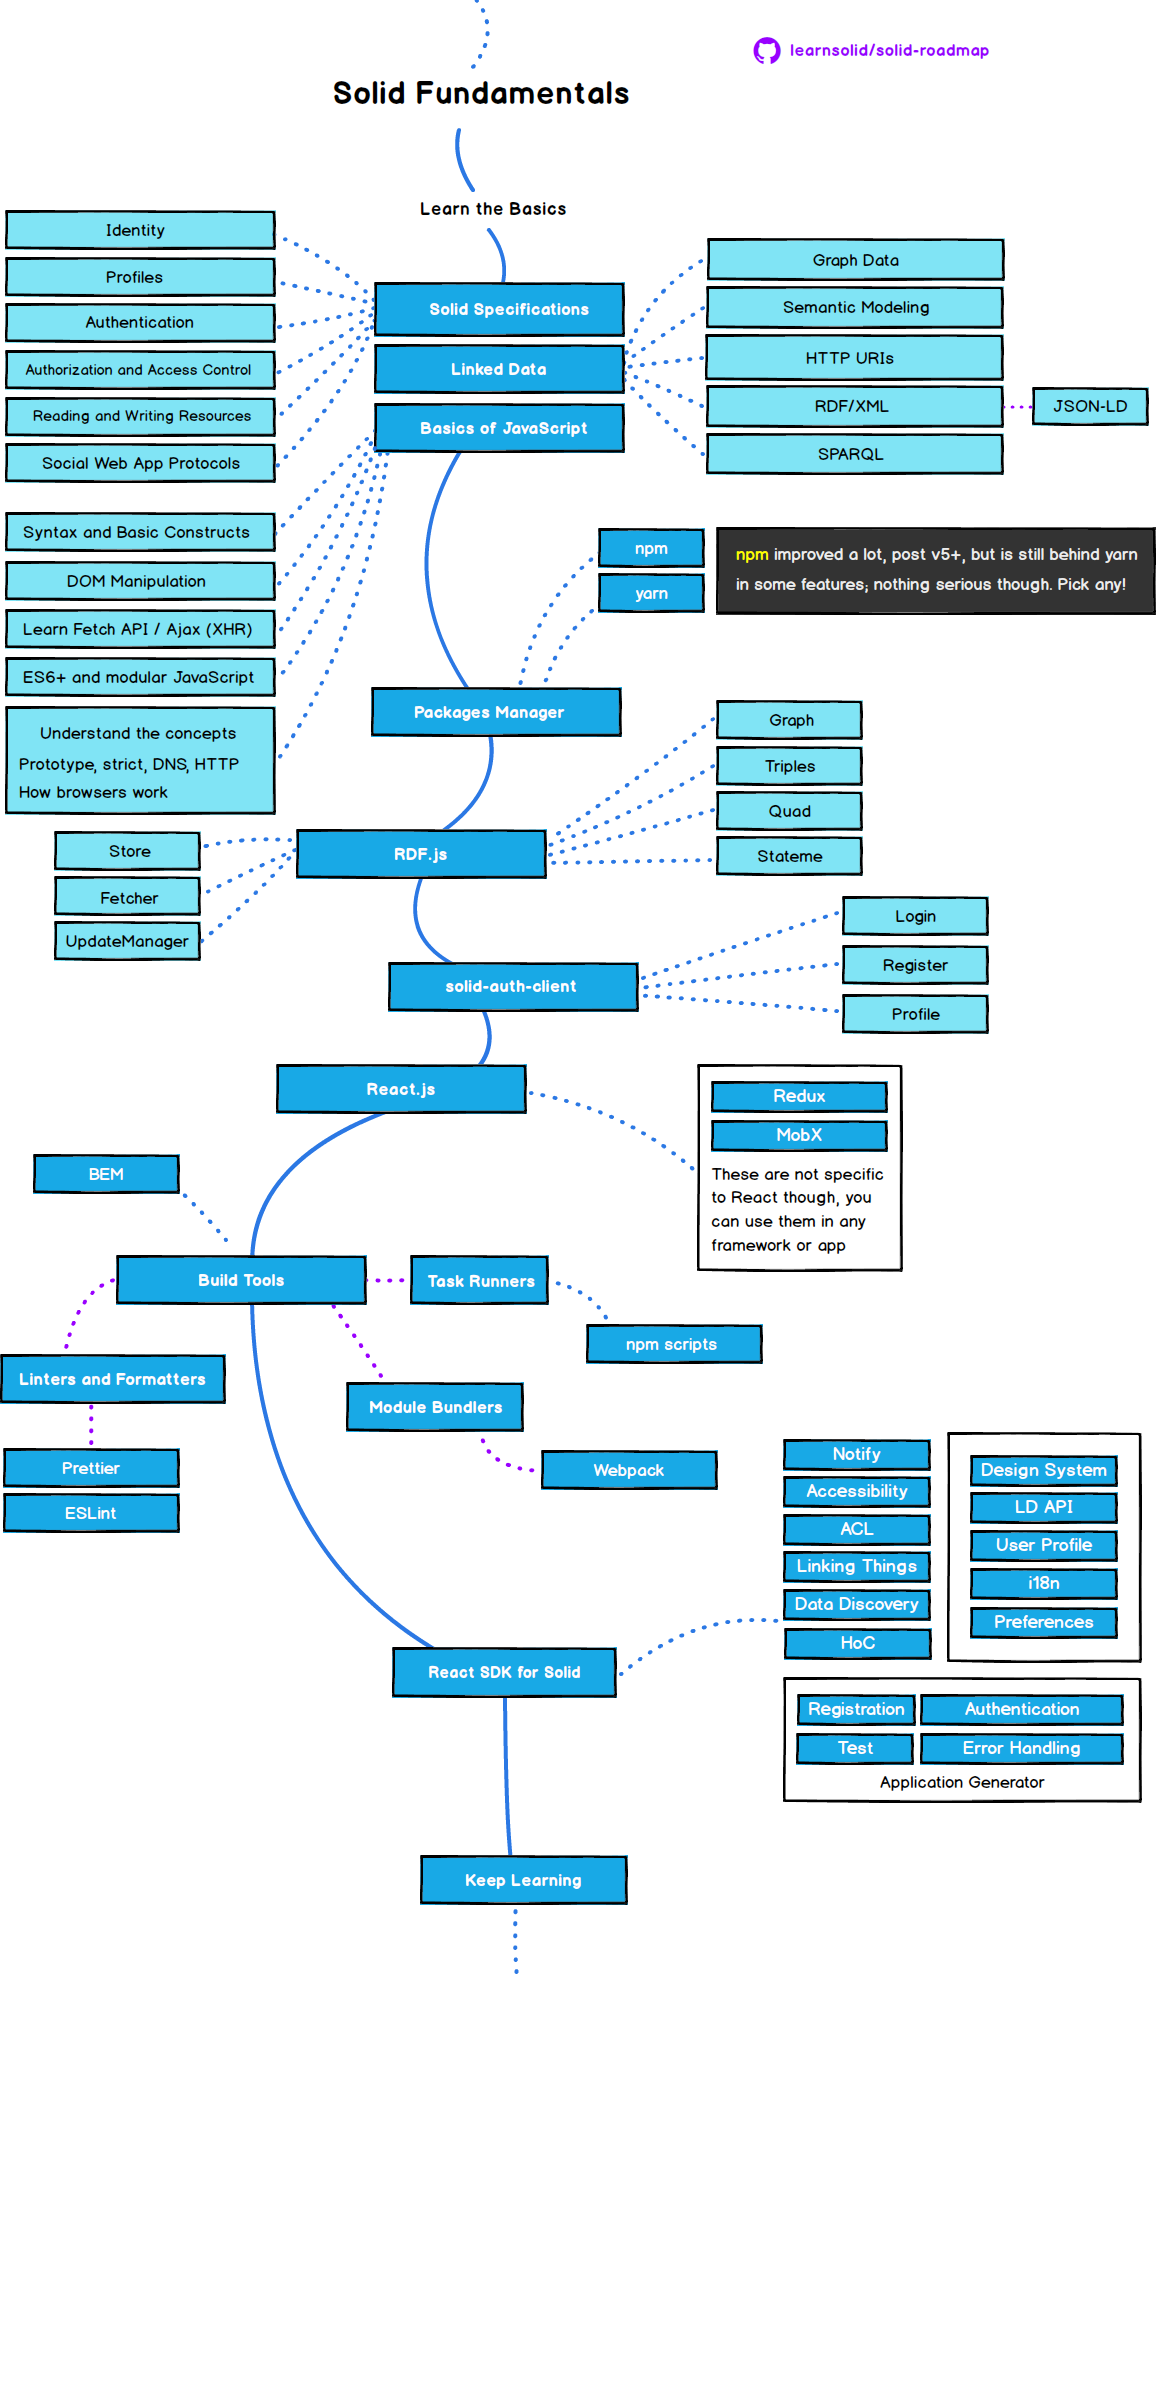 learnsolid/solid-roadmap
Solid Fundamentals
Learn the Basics
Identity
Profiles
Authentication
Authorization and Access Control
Reading and Writing Resources
Social Web App Protocols
Solid Specifications
Linked Data
Basics of JavaScript
Graph Data
Semantic Modeling
HTTP URIs
RDF/XML
JSON-LD
SPARQL
Syntax and Basic Constructs
DOM Manipulation
Learn Fetch API / Ajax (XHR)
ES6+ and modular JavaScript
Understand the concepts
Prototype, strict, DNS, HTTP
How browsers work
npm
yarn
npm improved a lot, post v5+, but is still behind yarn
in some features; nothing serious though. Pick any!
Packages Manager
Graph
Triples
Quad
Stateme
Store
Fetcher
UpdateManager
RDF.js
Login
Register
Profile
solid-auth-client
React.js
Redux
MobX
These are not specific
to React though, you
can use them in any
framework or app
BEM
Build Tools
Task Runners
npm scripts
Linters and Formatters
Module Bundlers
Prettier
ESLint
Webpack
Notify
Accessibility
ACL
Linking Things
Data Discovery
HoC
Design System
LD API
User Profile
i18n
Preferences
React SDK for Solid
Registration
Authentication
Test
Error Handling
Application Generator
Keep Learning